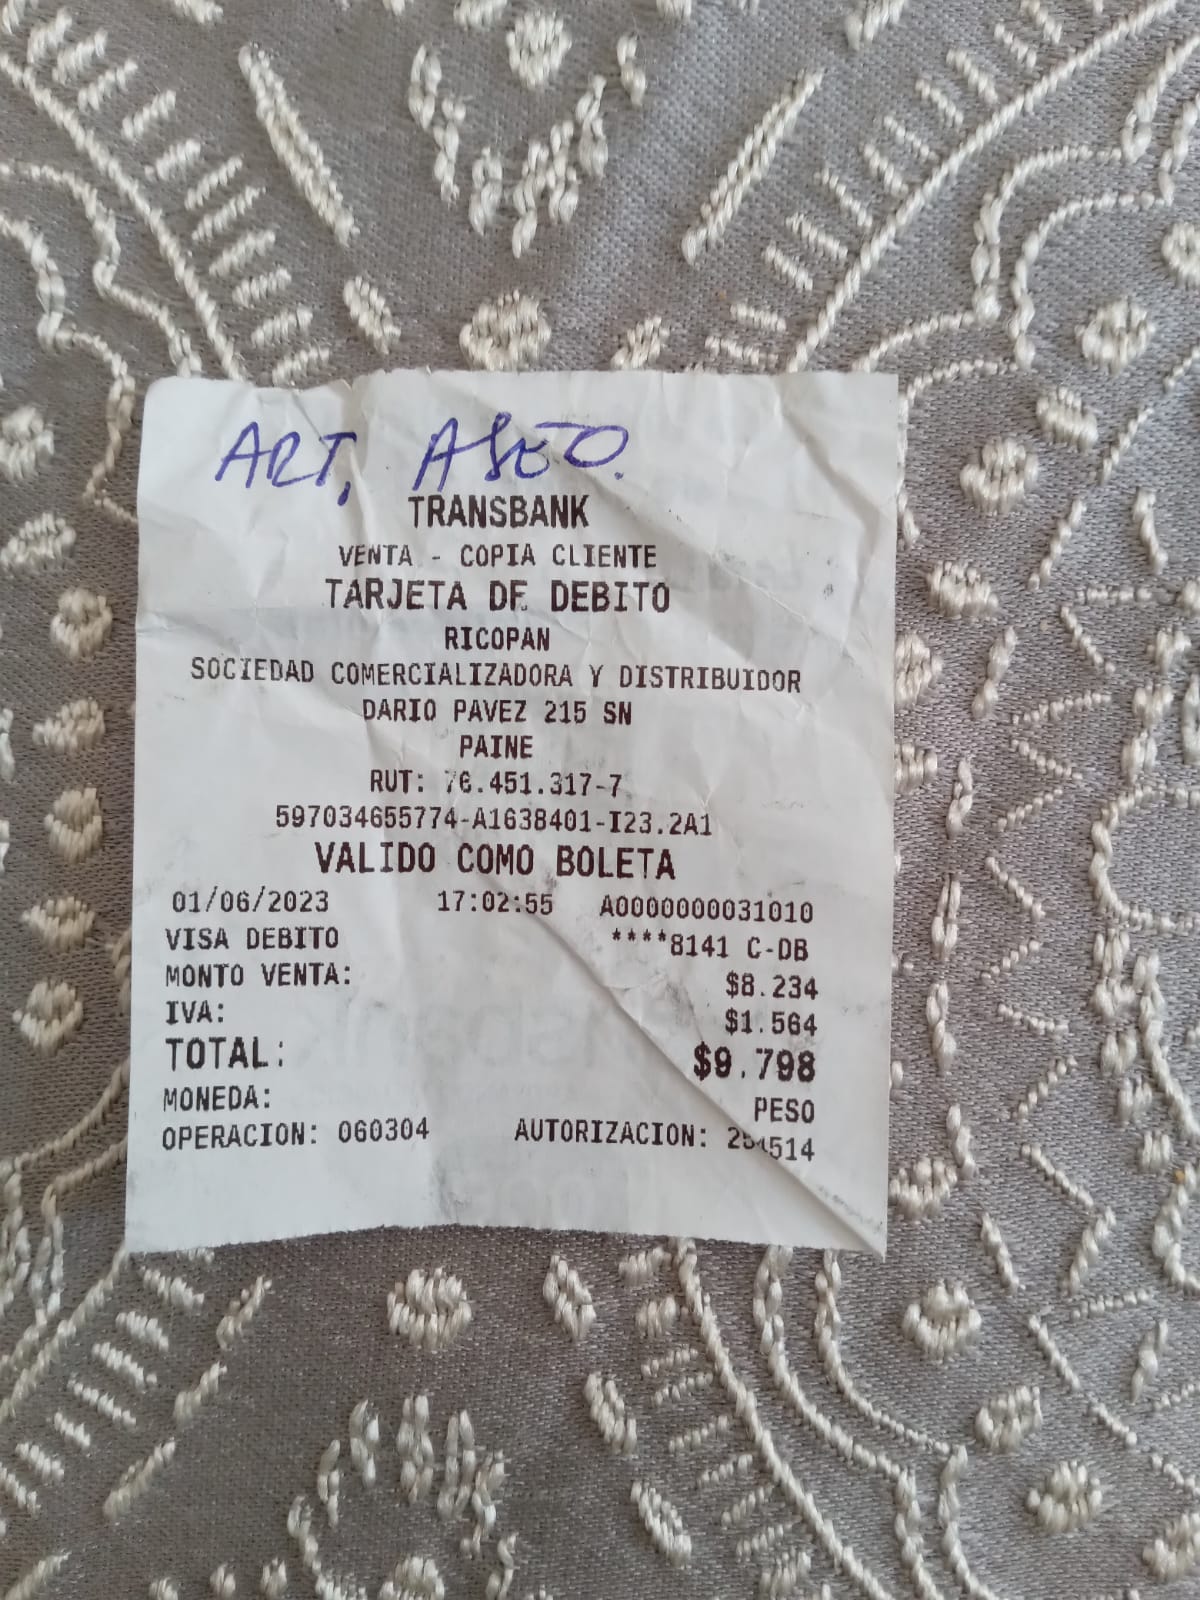 ART. ASEO.
TRANSBANK
VENTA - COPIA CLIENTE
TARJETA DE DEBITO
RICOPAN
SOCIEDAD COMERCIALIZADORA Y DISTRIBUIDOR
DARIO PAVEZ 215 SN
PAINE
RUT: 76.451.317-7
597034655774-A1638401-I23.2A1
VALIDO COMO BOLETA
01/06/2023 17:02:55 A0000000031010
VISA DEBITO ****8141 C-DB
MONTO VENTA: $8.234
IVA: $1.564
TOTAL: $9.798
MONEDA: PESO
OPERACION: 060304 AUTORIZACION: